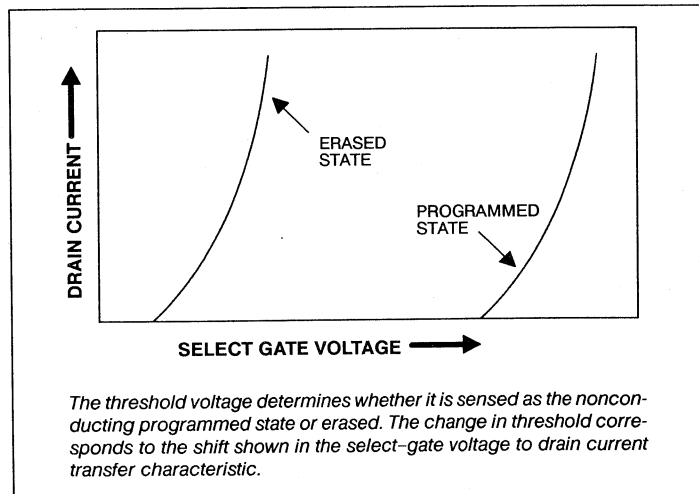 DRAIN CURRENT
ERASED
STATE
PROGRAMMED
STATE
SELECT GATE VOLTAGE
The threshold voltage determines whether it is sensed as the noncon-
ducting programmed state or erased. The change in threshold corre-
sponds to the shift shown in the select–gate voltage to drain current
transfer characteristic.